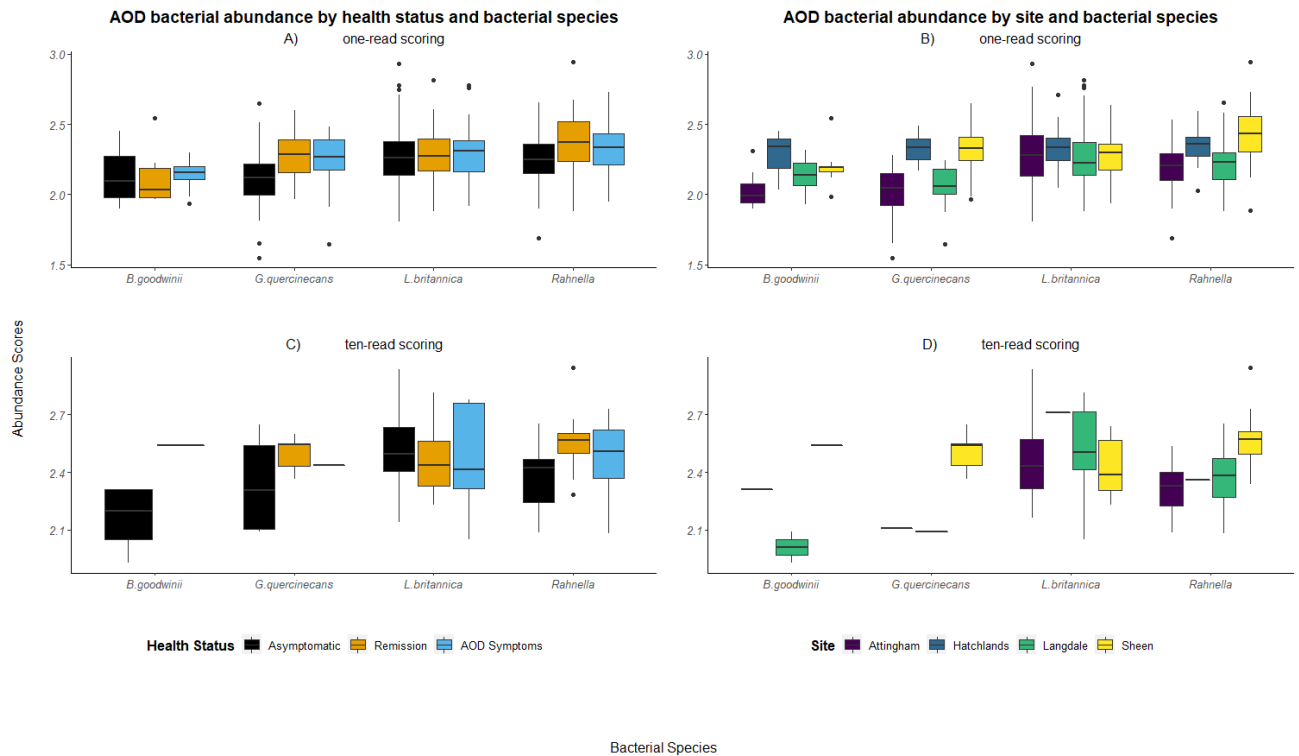 AOD bacterial abundance by health status and bacterial species
A) one-read scoring
3.0
2.5
2.0
1.5
B.goodwinii G.quercinecans L.britannica Rahnella
AOD bacterial abundance by site and bacterial species
B) one-read scoring
3.0
2.5
2.0
1.5
B.goodwinii G.quercinecans L.britannica Rahnella
Abundance Scores
C) ten-read scoring
2.7
2.4
2.1
B.goodwinii G.quercinecans L.britannica Rahnella
D) ten-read scoring
2.7
2.4
2.1
B.goodwinii G.quercinecans L.britannica Rahnella
Health Status Asymptomatic Remission AOD Symptoms
Site Attingham Hatchlands Langdale Sheen
Bacterial Species